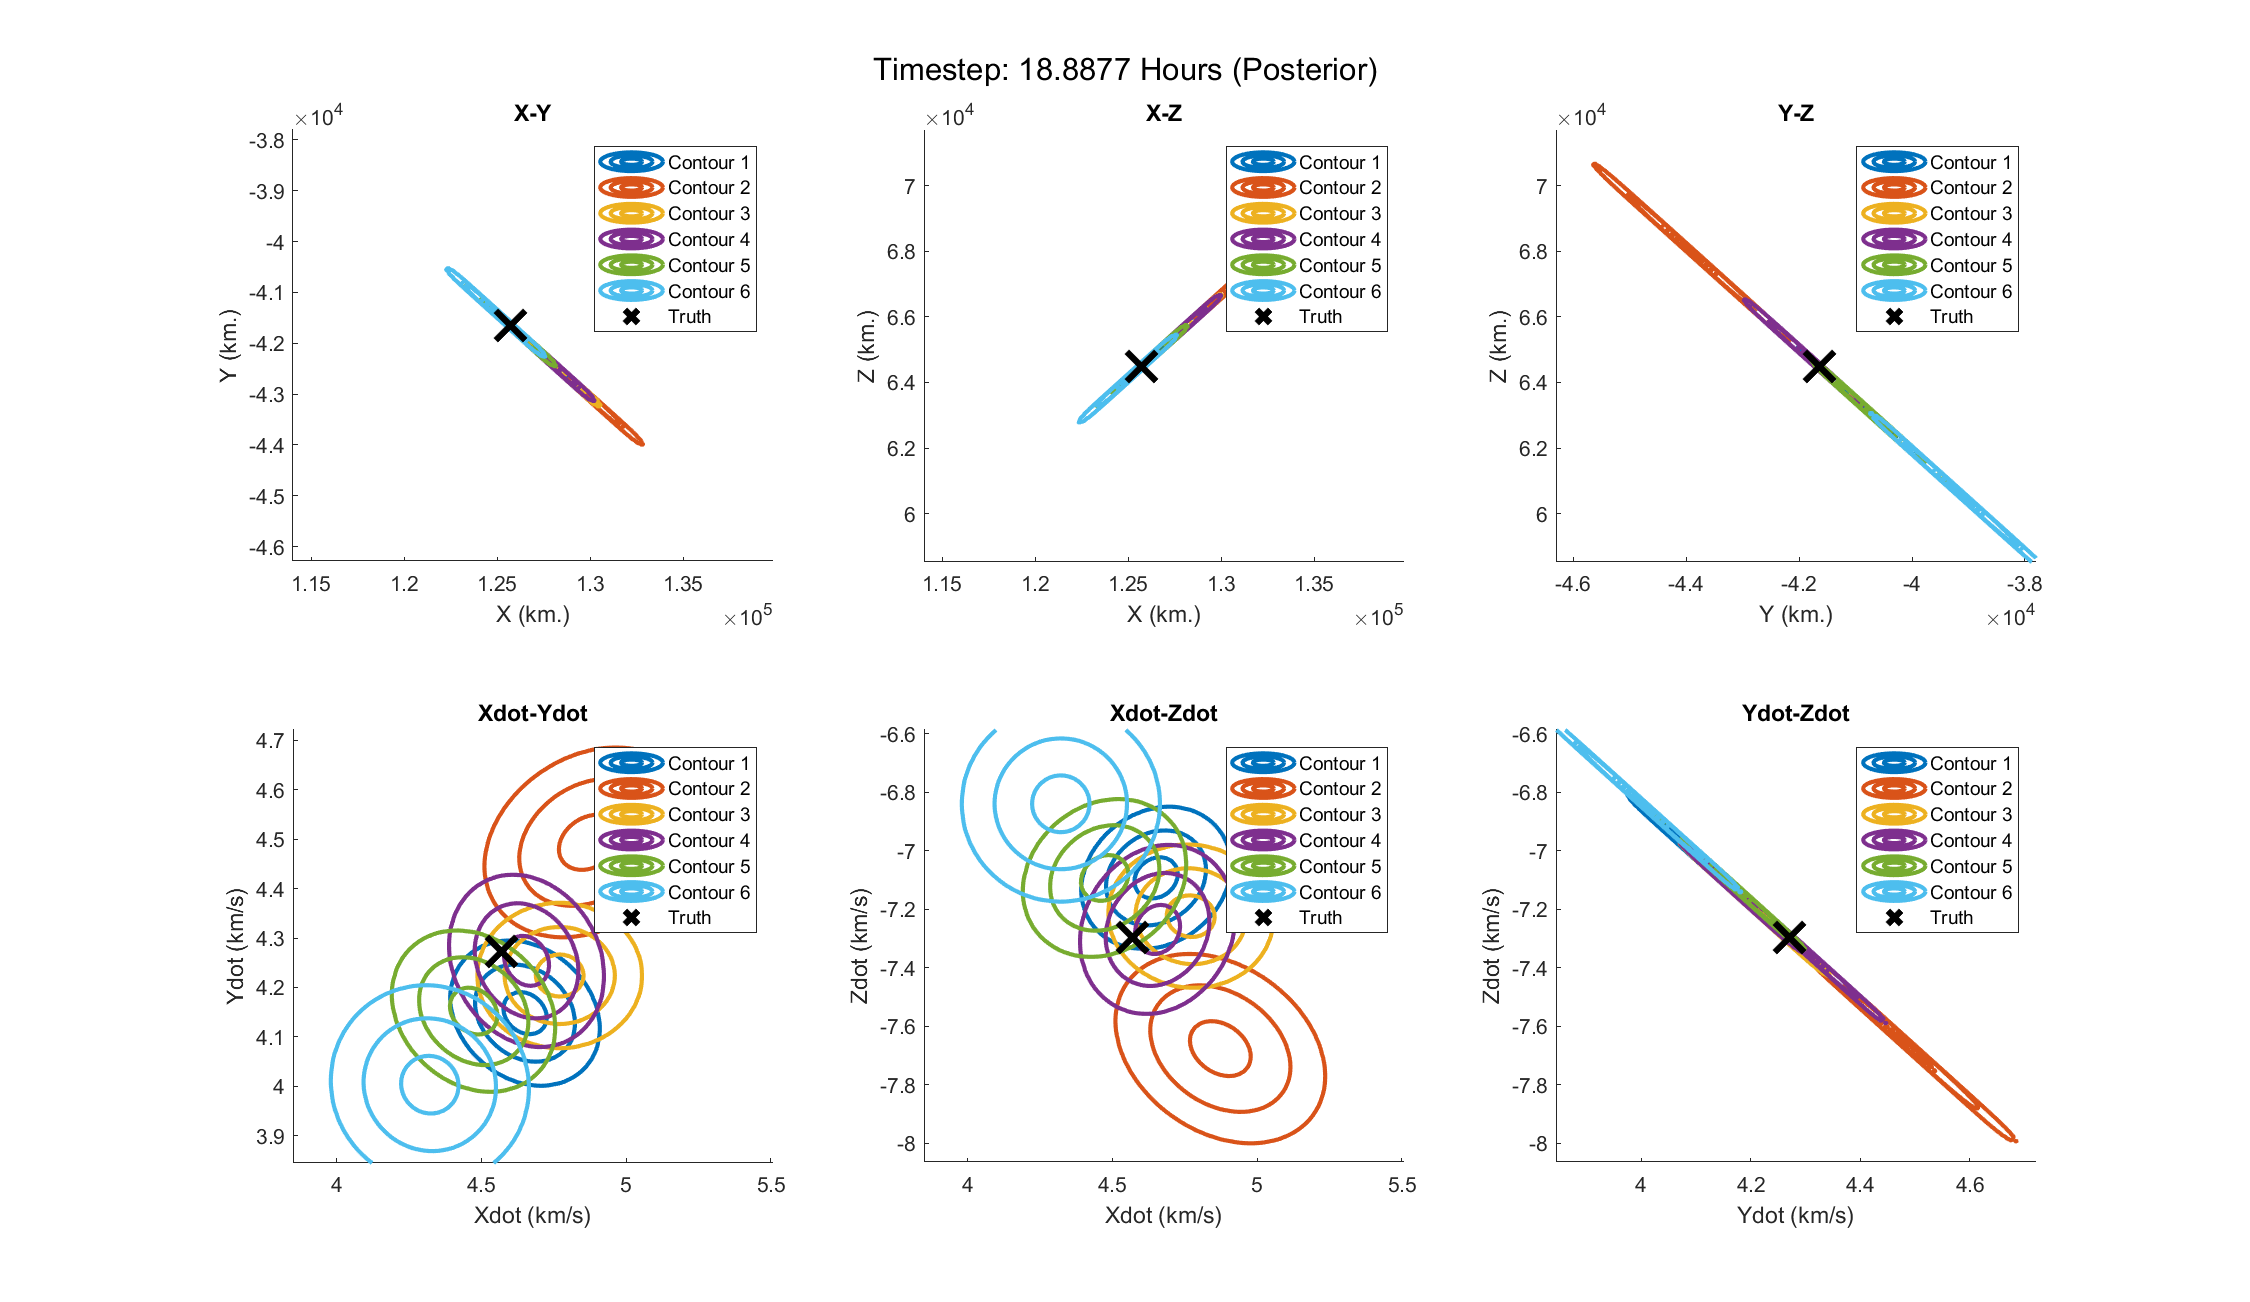 Timestep: 18.8877 Hours (Posterior)
X-Y
×10^4
-3.8
-3.9
-4
-4.1
-4.2
-4.3
-4.4
-4.5
-4.6
Y (km.)
1.15 1.2 1.25 1.3 1.35
X (km.)
×10^5
Contour 1
Contour 2
Contour 3
Contour 4
Contour 5
Contour 6
Truth
X-Z
×10^4
7
6.8
6.6
6.4
6.2
6
Z (km.)
1.15 1.2 1.25 1.3 1.35
X (km.)
×10^5
Contour 1
Contour 2
Contour 3
Contour 4
Contour 5
Contour 6
Truth
Y-Z
×10^4
7
6.8
6.6
6.4
6.2
6
Z (km.)
-4.6 -4.4 -4.2 -4 -3.8
Y (km.)
×10^4
Contour 1
Contour 2
Contour 3
Contour 4
Contour 5
Contour 6
Truth
Xdot-Ydot
4.7
4.6
4.5
4.4
4.3
4.2
4.1
4
3.9
Ydot (km/s)
4 4.5 5 5.5
Xdot (km/s)
Contour 1
Contour 2
Contour 3
Contour 4
Contour 5
Contour 6
Truth
Xdot-Zdot
-6.6
-6.8
-7
-7.2
-7.4
-7.6
-7.8
-8
Zdot (km/s)
4 4.5 5 5.5
Xdot (km/s)
Contour 1
Contour 2
Contour 3
Contour 4
Contour 5
Contour 6
Truth
Ydot-Zdot
-6.6
-6.8
-7
-7.2
-7.4
-7.6
-7.8
-8
Zdot (km/s)
4 4.2 4.4 4.6
Ydot (km/s)
Contour 1
Contour 2
Contour 3
Contour 4
Contour 5
Contour 6
Truth